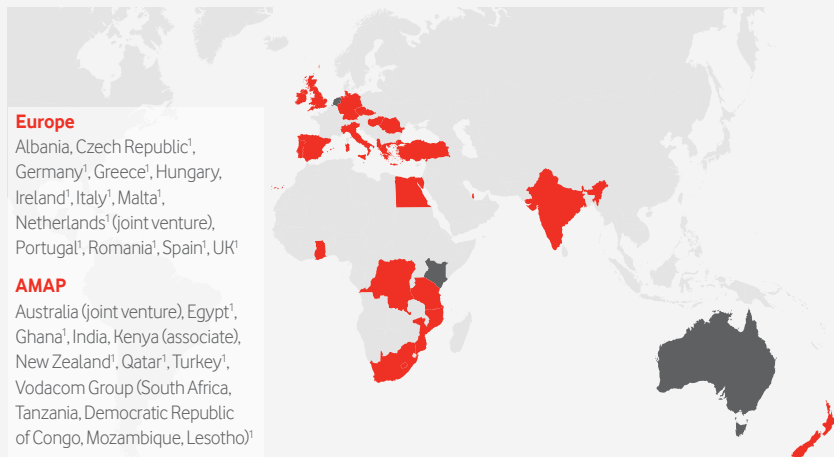 Europe
Albania, Czech Republic¹,
Germany¹, Greece¹, Hungary,
Ireland¹, Italy¹, Malta¹,
Netherlands¹ (joint venture),
Portugal¹, Romania¹, Spain¹, UK¹
AMAP
Australia (joint venture), Egypt¹,
Ghana¹, India, Kenya (associate),
New Zealand¹, Qatar¹, Turkey¹,
Vodacom Group (South Africa,
Tanzania, Democratic Republic
of Congo, Mozambique, Lesotho)¹